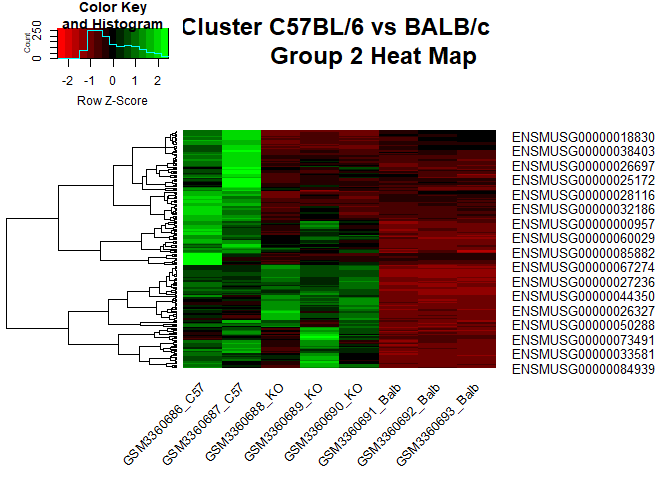 Color Key
and Histogram
Count
0
250
-2 -1 0 1 2
Row Z-Score
Cluster C57BL/6 vs BALB/c
Group 2 Heat Map
ENSMUSG00000018830
ENSMUSG00000038403
ENSMUSG00000026697
ENSMUSG00000025172
ENSMUSG00000028116
ENSMUSG00000032186
ENSMUSG00000000957
ENSMUSG00000060029
ENSMUSG00000085882
ENSMUSG00000067274
ENSMUSG00000027236
ENSMUSG00000044350
ENSMUSG00000026327
ENSMUSG00000050288
ENSMUSG00000073491
ENSMUSG00000033581
ENSMUSG00000084939
GSM3360686_C57
GSM3360687_C57
GSM3360688_KO
GSM3360689_KO
GSM3360690_KO
GSM3360691_Balb
GSM3360692_Balb
GSM3360693_Balb